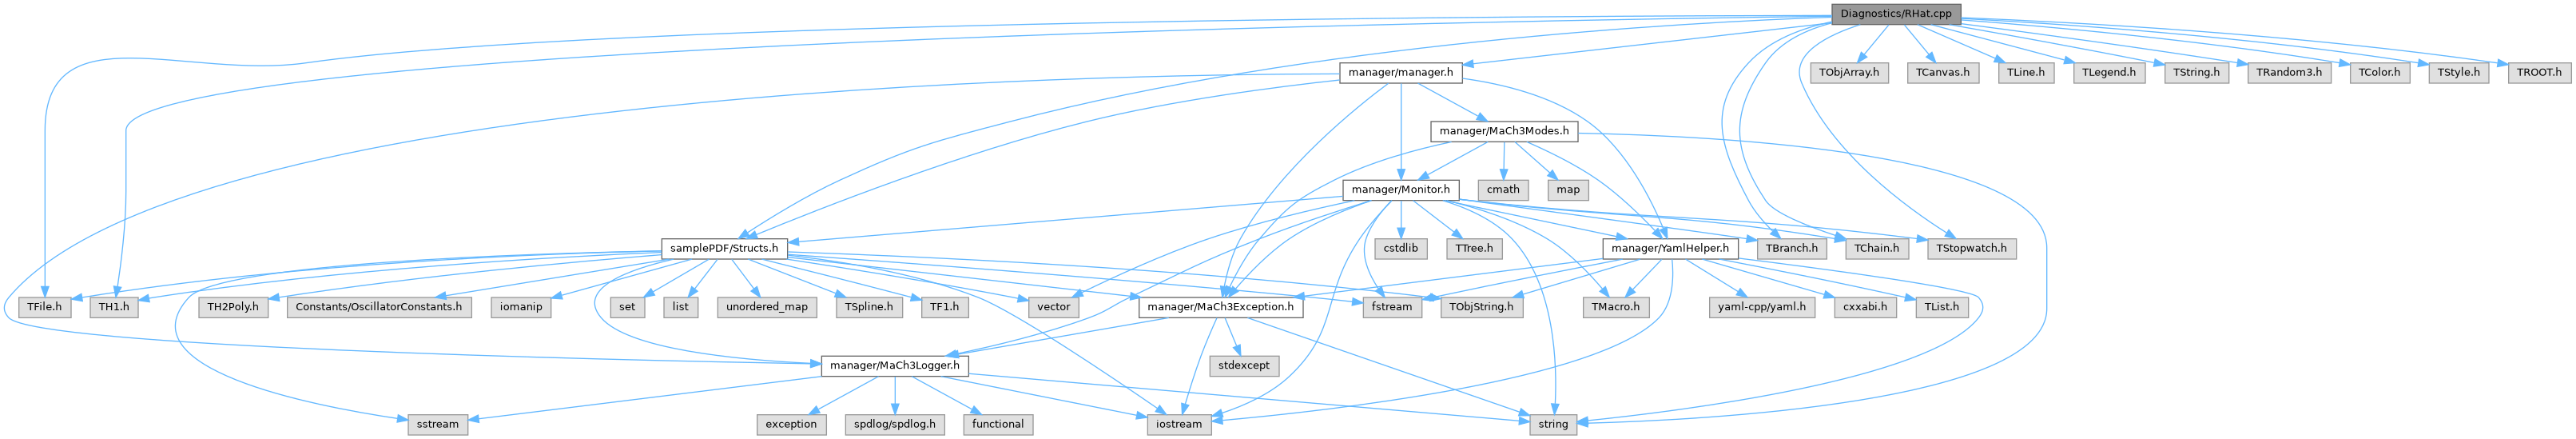 Diagnostics/RHat.cpp
manager/manager.h
TObjArray.h
TCanvas.h
TLine.h
TLegend.h
TString.h
TRandom3.h
TColor.h
TStyle.h
TROOT.h
manager/MaCh3Modes.h
manager/Monitor.h
cmath
map
samplePDF/Structs.h
cstdlib
TTree.h
manager/YamlHelper.h
TBranch.h
TChain.h
TStopwatch.h
TFile.h
TH1.h
TH2Poly.h
Constants/OscillatorConstants.h
iomanip
set
list
unordered_map
TSpline.h
TF1.h
vector
manager/MaCh3Exception.h
fstream
TObjString.h
TMacro.h
yaml-cpp/yaml.h
cxxabi.h
TList.h
manager/MaCh3Logger.h
stdexcept
sstream
exception
spdlog/spdlog.h
functional
iostream
string